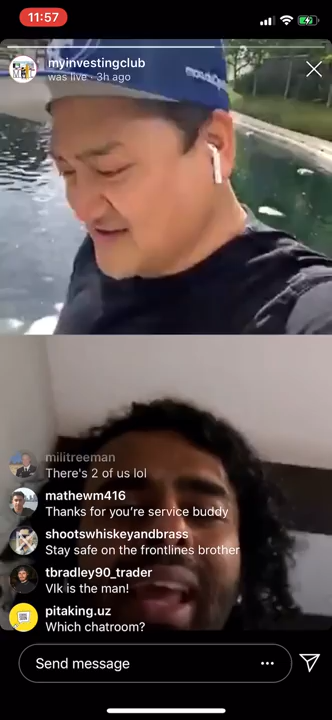 11:57
myinvestingclub
was live · 3h ago
militreeman
There's 2 of us lol
mathewm416
Thanks for you're service buddy
shootswhiskeyandbrass
Stay safe on the frontlines brother
tbradley90_trader
Vlk is the man!
pitaking.uz
Which chatroom?
Send message